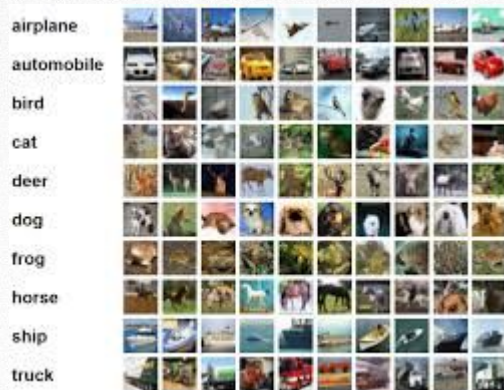 airplane
automobile
bird
cat
deer
dog
frog
horse
ship
truck